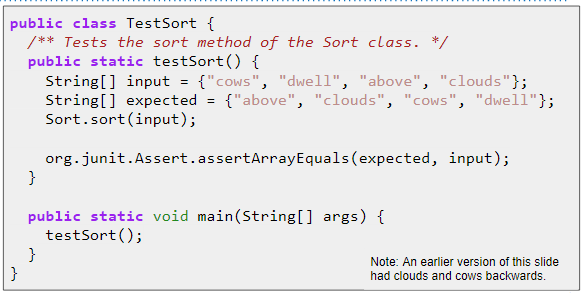 public class TestSort {
/** Tests the sort method of the Sort class. */
public static testSort() {
String[] input = {"cows", "dwell", "above", "clouds"};
String[] expected = {"above", "clouds", "cows", "dwell"};
Sort.sort(input);
org.junit.Assert.assertArrayEquals(expected, input);
}
public static void main(String[] args) {
testSort();
}
}
Note: An earlier version of this slide
had clouds and cows backwards.